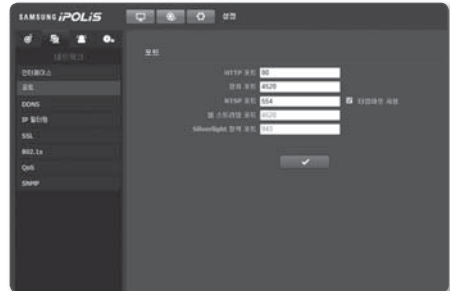 SAMSUNG iPOLiS
설정
네트워크
인터페이스
포트
DDNS
IP 필터링
SSL
802.1x
QoS
SNMP
포트
HTTP 포트 80
장치 포트 4520
RTSP 포트 554 타임아웃 사용
웹 스트리밍 포트 4520
Silverlight 정책 포트 943